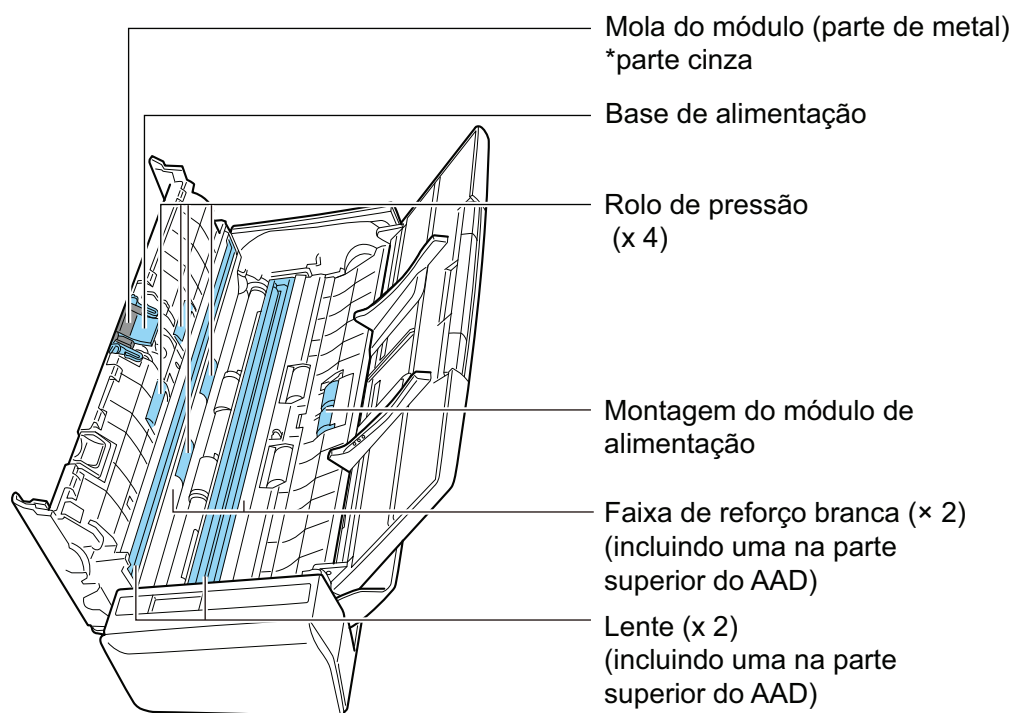 Mola do módulo (parte de metal)
*parte cinza
Base de alimentação
Rolo de pressão
(x 4)
Montagem do módulo de
alimentação
Faixa de reforço branca (× 2)
(incluindo uma na parte
superior do AAD)
Lente (x 2)
(incluindo uma na parte
superior do AAD)